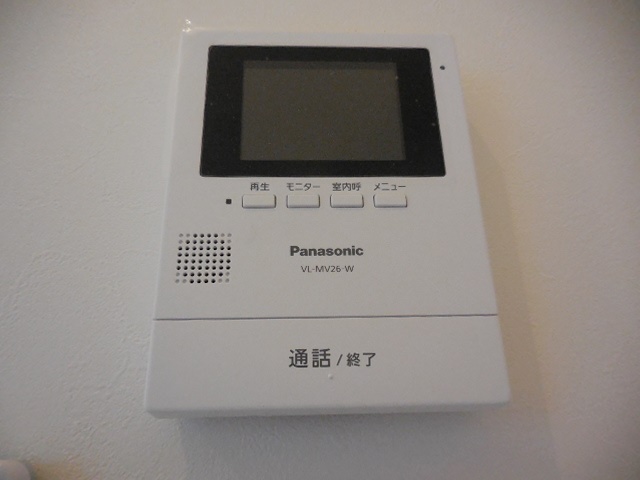 再生 モニター 室内呼 メニュー
Panasonic
VL-MV26-W
通話 / 終了